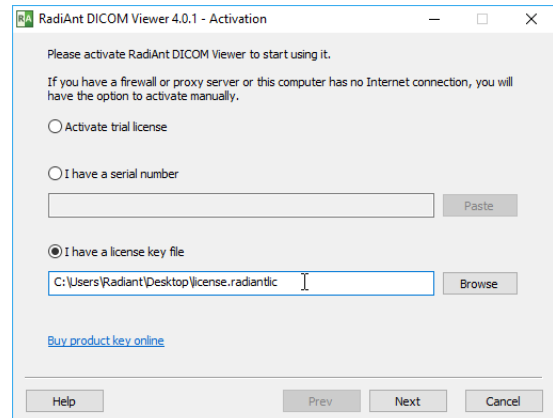 RA RadiAnt DICOM Viewer 4.0.1 - Activation
Please activate RadiAnt DICOM Viewer to start using it.
If you have a firewall or proxy server or this computer has no Internet connection, you will
have the option to activate manually.
Activate trial license
I have a serial number
Paste
I have a license key file
C:\Users\Radiant\Desktop\license.radiantlic
Browse
Buy product key online
Help Prev Next Cancel